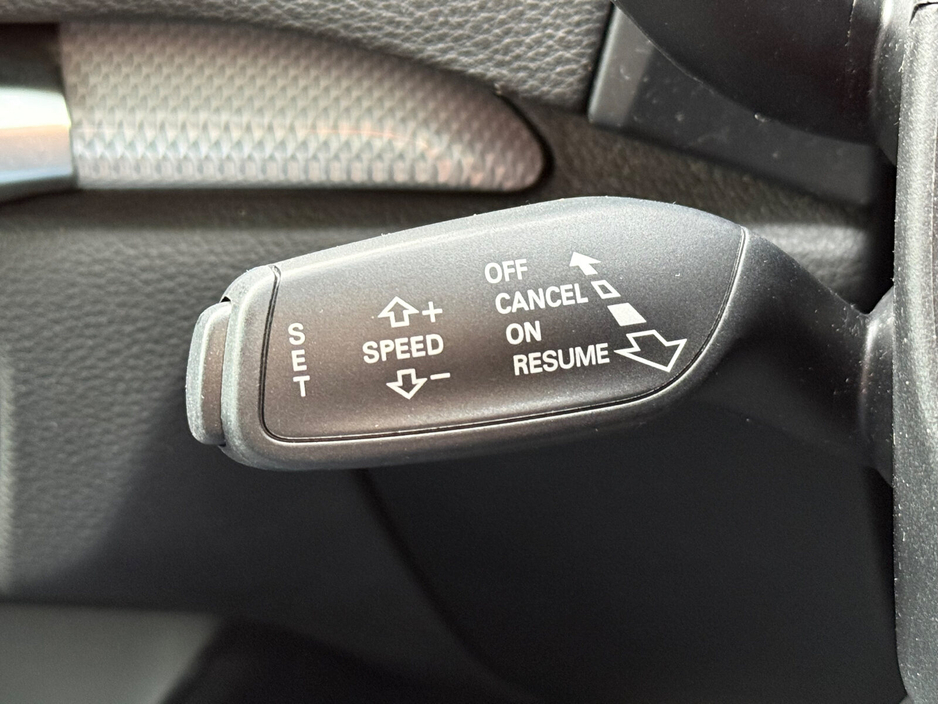 SET
+
SPEED
−
OFF
CANCEL
ON
RESUME